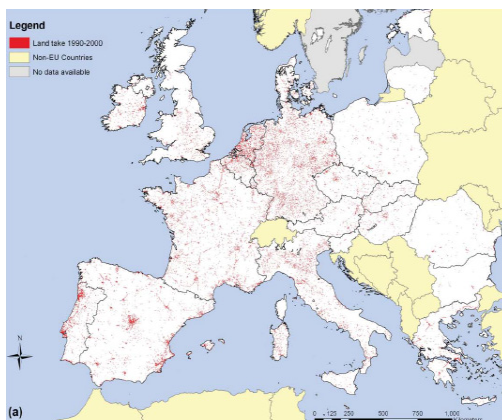 Legend
Land take 1990-2000
Non-EU Countries
No data available
N
(a)
0 125 250 500 750 1,000